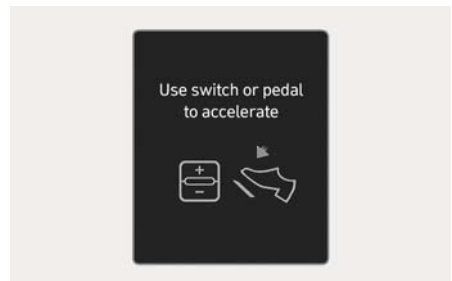 Use switch or pedal
to accelerate
+
−